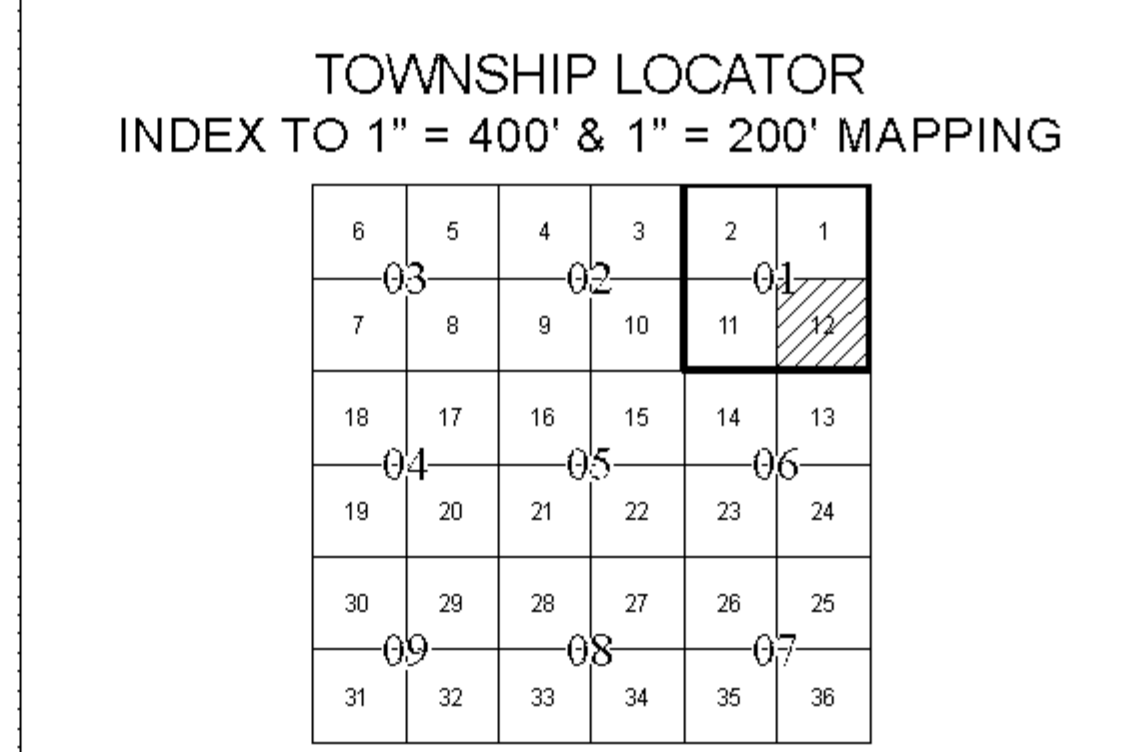 TOWNSHIP LOCATOR
INDEX TO 1” = 400' & 1” = 200' MAPPING
6 5 4 3 2 1
03 02 01
7 8 9 10 11 12
18 17 16 15 14 13
04 05 06
19 20 21 22 23 24
30 29 28 27 26 25
09 08 07
31 32 33 34 35 36